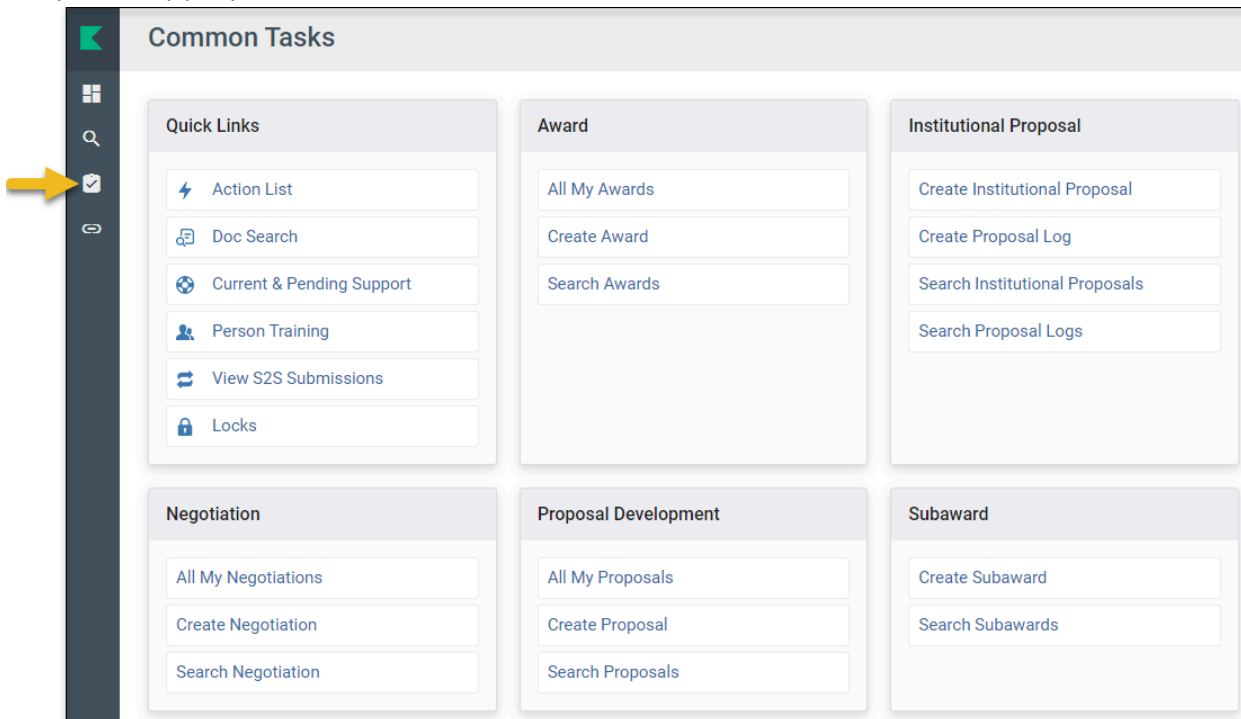 Common Tasks
Quick Links
Action List
Doc Search
Current & Pending Support
Person Training
View S2S Submissions
Locks
Award
All My Awards
Create Award
Search Awards
Institutional Proposal
Create Institutional Proposal
Create Proposal Log
Search Institutional Proposals
Search Proposal Logs
Negotiation
All My Negotiations
Create Negotiation
Search Negotiation
Proposal Development
All My Proposals
Create Proposal
Search Proposals
Subaward
Create Subaward
Search Subawards